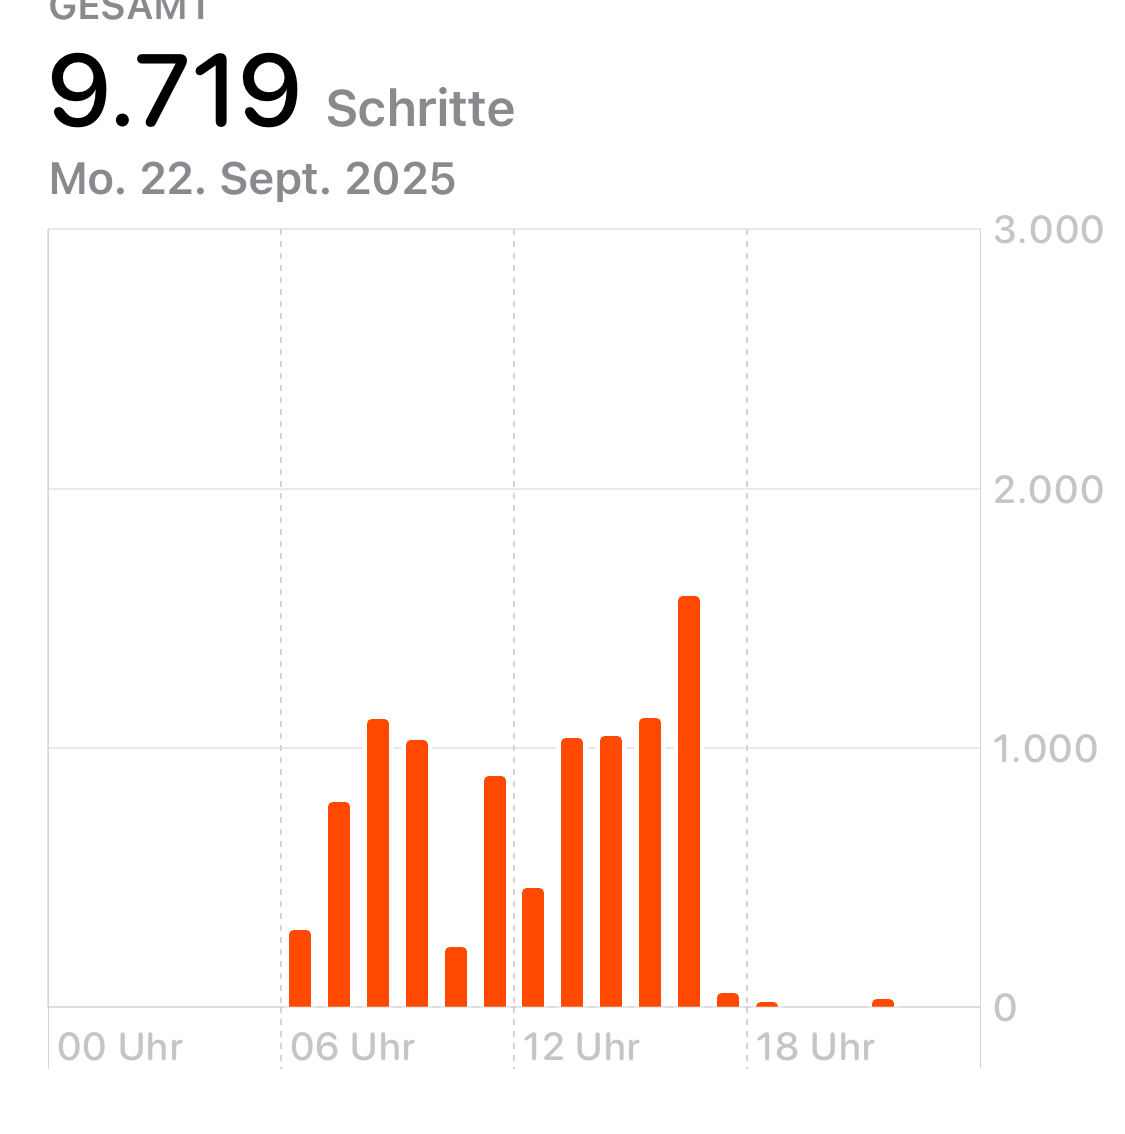 GESAMT
9.719 Schritte
Mo. 22. Sept. 2025
3.000
2.000
1.000
0
00 Uhr 06 Uhr 12 Uhr 18 Uhr